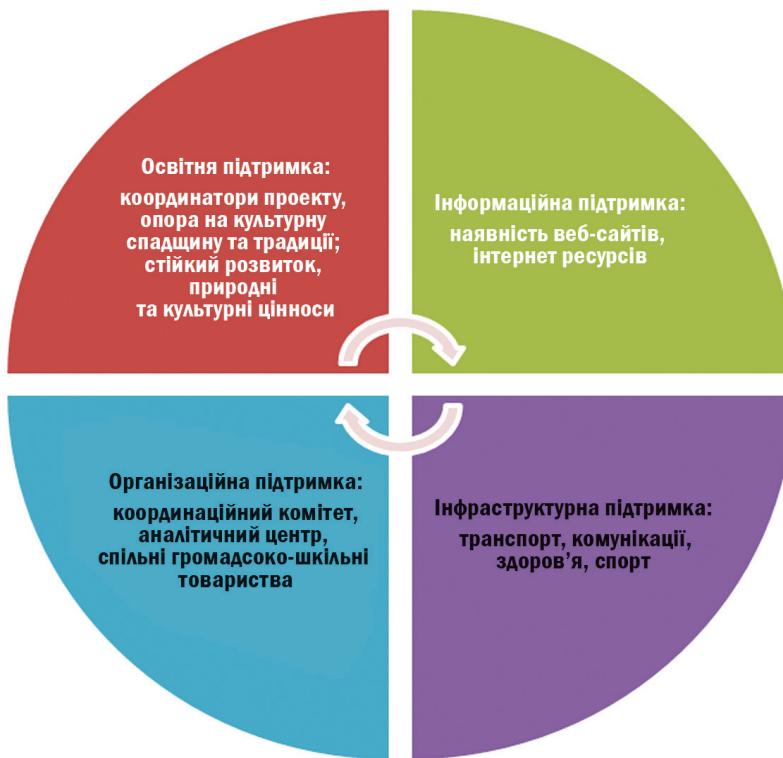 Освітня підтримка:
координатори проекту,
опора на культурну
спадщину та традиції;
стійкий розвиток,
природні
та культурні цінноси
Інформаційна підтримка:
наявність веб-сайтів,
інтернет ресурсів
Організаційна підтримка:
координаційний комітет,
аналітичний центр,
спільні громадсоко-шкільні
товариства
Інфраструктурна підтримка:
транспорт, комунікації,
здоров’я, спорт